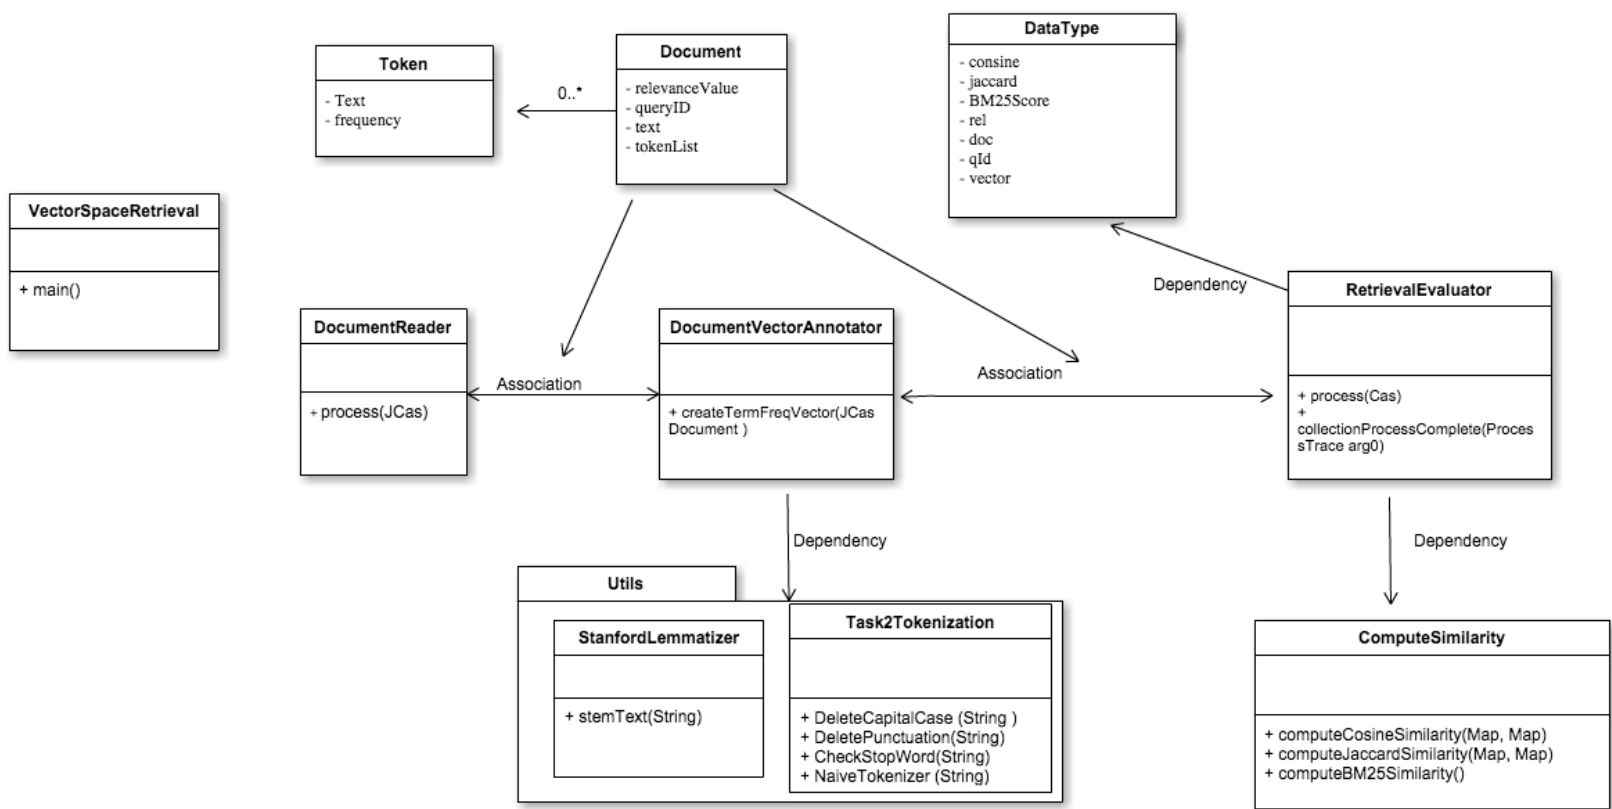 Token
- Text
- frequency
0..*
Document
- relevanceValue
- queryID
- text
- tokenList
DataType
- consine
- jaccard
- BM25Score
- rel
- doc
- qId
- vector
VectorSpaceRetrieval
+ main()
Dependency
RetrievalEvaluator
+ process(Cas)
+
collectionProcessComplete(Proces
sTrace arg0)
DocumentReader
+ process(JCas)
Association
DocumentVectorAnnotator
+ createTermFreqVector(JCas
Document )
Association
Dependency
Dependency
Utils
StanfordLemmatizer
+ stemText(String)
Task2Tokenization
+ DeleteCapitalCase (String )
+ DeletePunctuation(String)
+ CheckStopWord(String)
+ NaiveTokenizer (String)
ComputeSimilarity
+ computeCosineSimilarity(Map, Map)
+ computeJaccardSimilarity(Map, Map)
+ computeBM25Similarity()